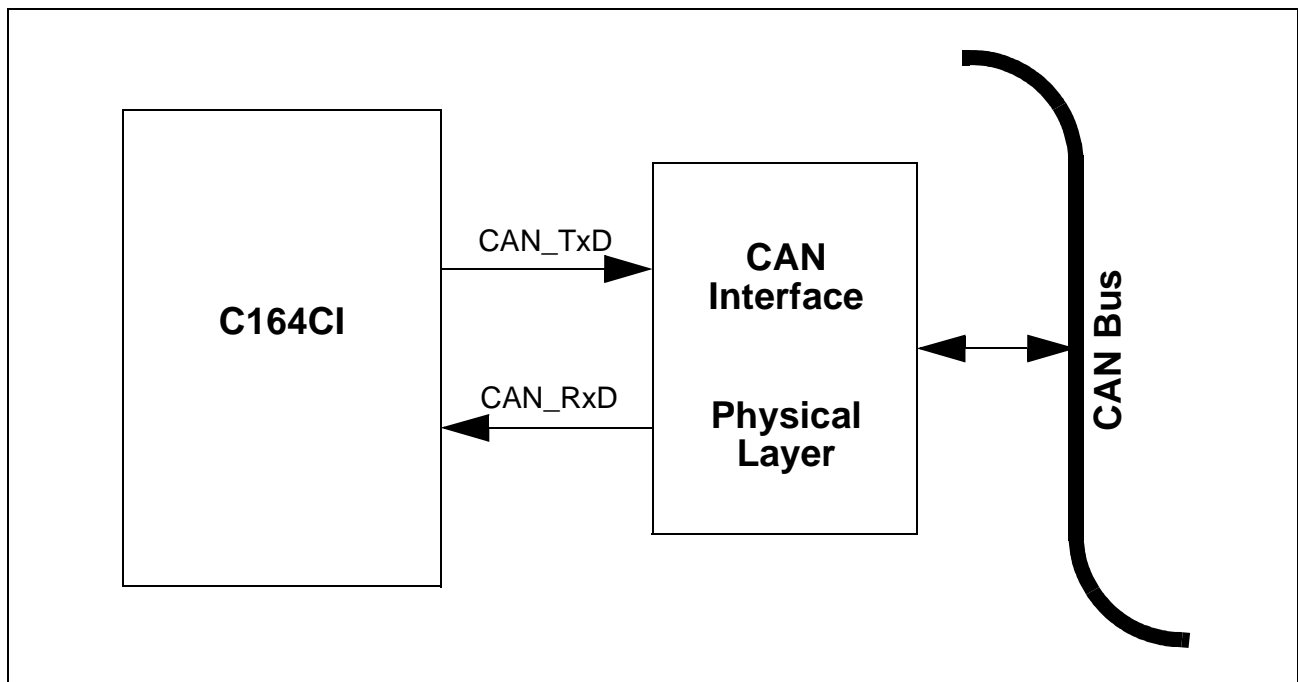 C164CI
CAN_TxD
CAN_RxD
CAN
Interface
Physical
Layer
CAN Bus